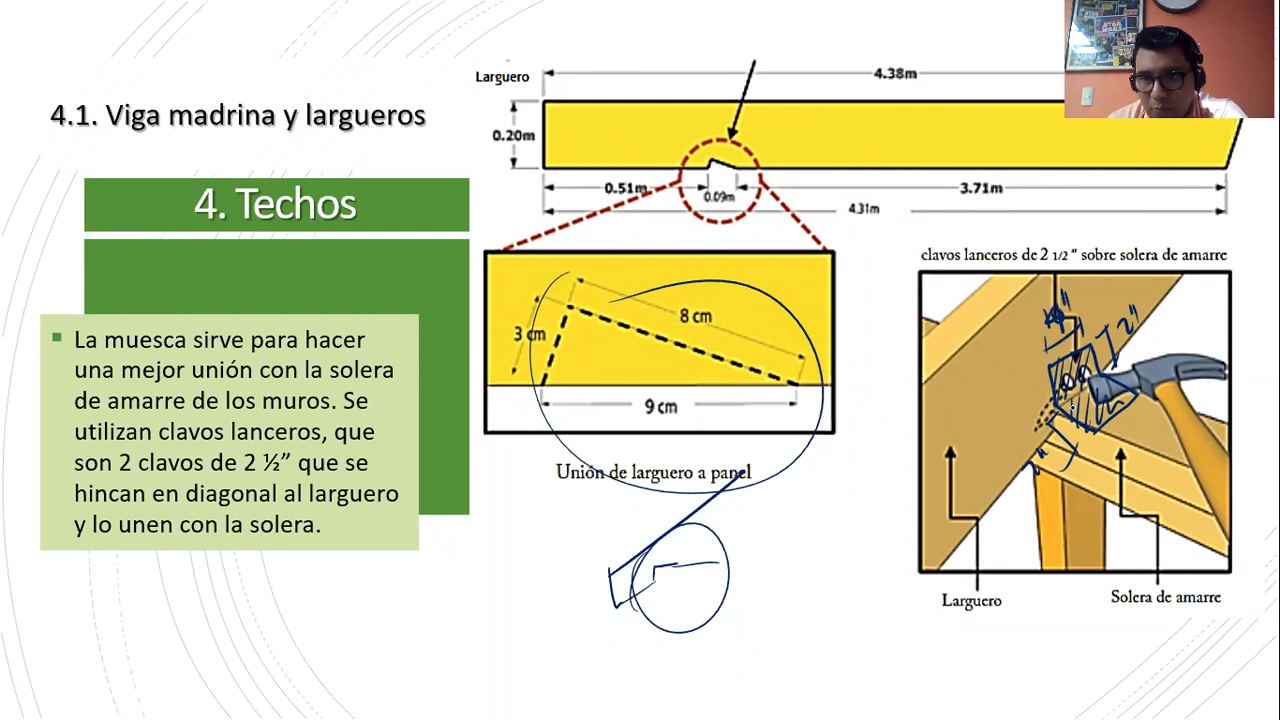 4.1. Viga madrina y largueros
4. Techos
La muesca sirve para hacer
una mejor unión con la solera
de amarre de los muros. Se
utilizan clavos lanceros, que
son 2 clavos de 2 ½” que se
hincan en diagonal al larguero
y lo unen con la solera.
Larguero
4.38m
0.20m
0.51m
0.09m
3.71m
4.31m
3 cm
8 cm
9 cm
Unión de larguero a panel
clavos lanceros de 2 1/2 " sobre solera de amarre
2"
2"
Larguero
Solera de amarre
STAR
WARS